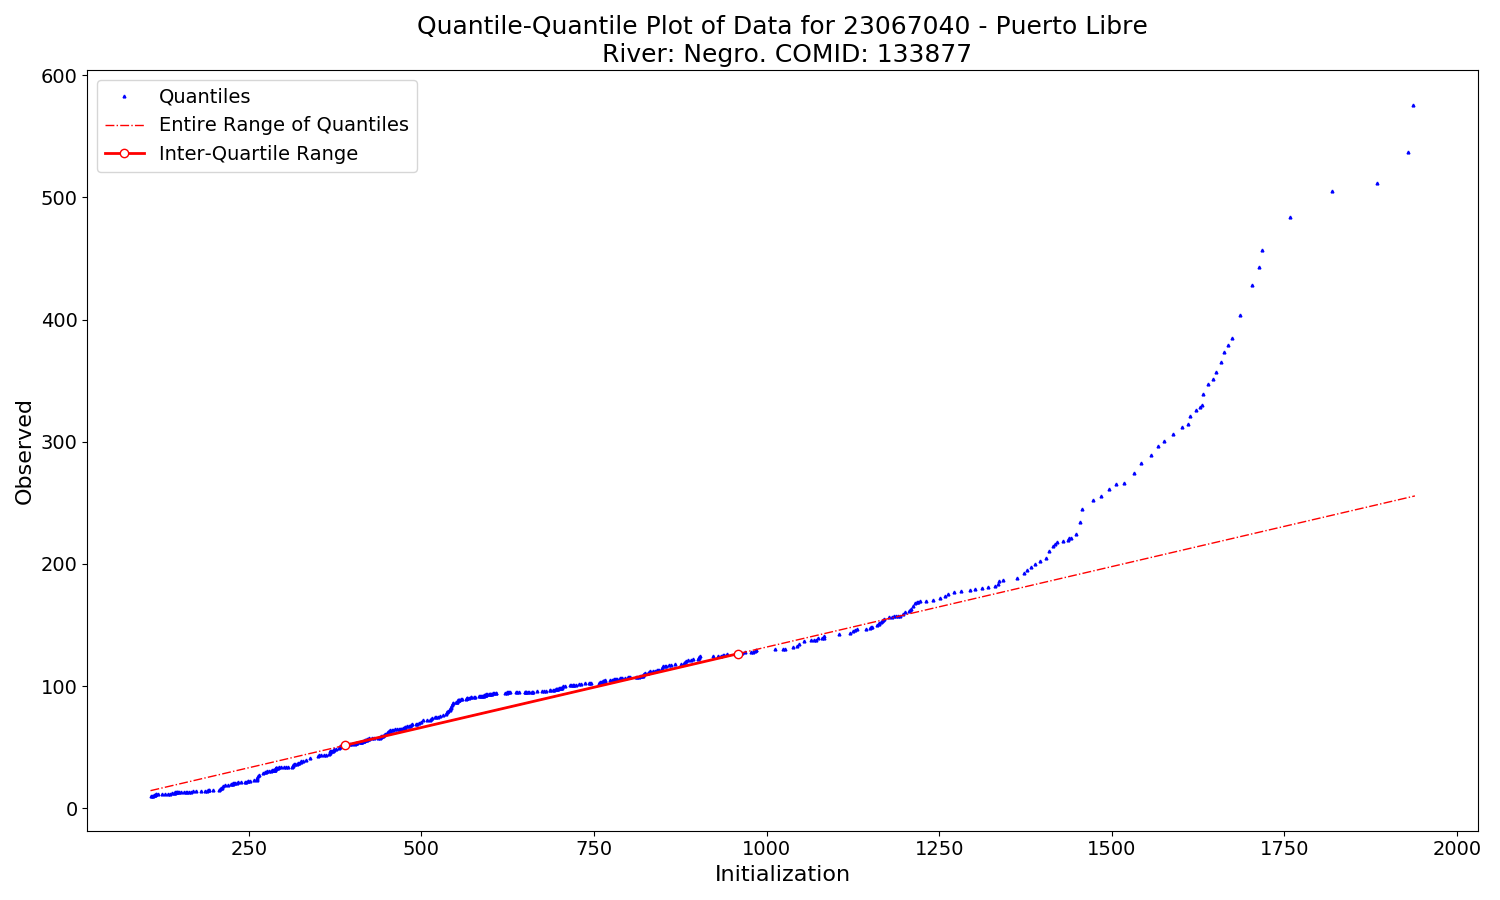 Quantile-Quantile Plot of Data for 23067040 - Puerto Libre
River: Negro. COMID: 133877
600
500
400
300
200
100
0
Observed
Quantiles
Entire Range of Quantiles
Inter-Quartile Range
250
500
750
1000
1250
1500
1750
2000
Initialization